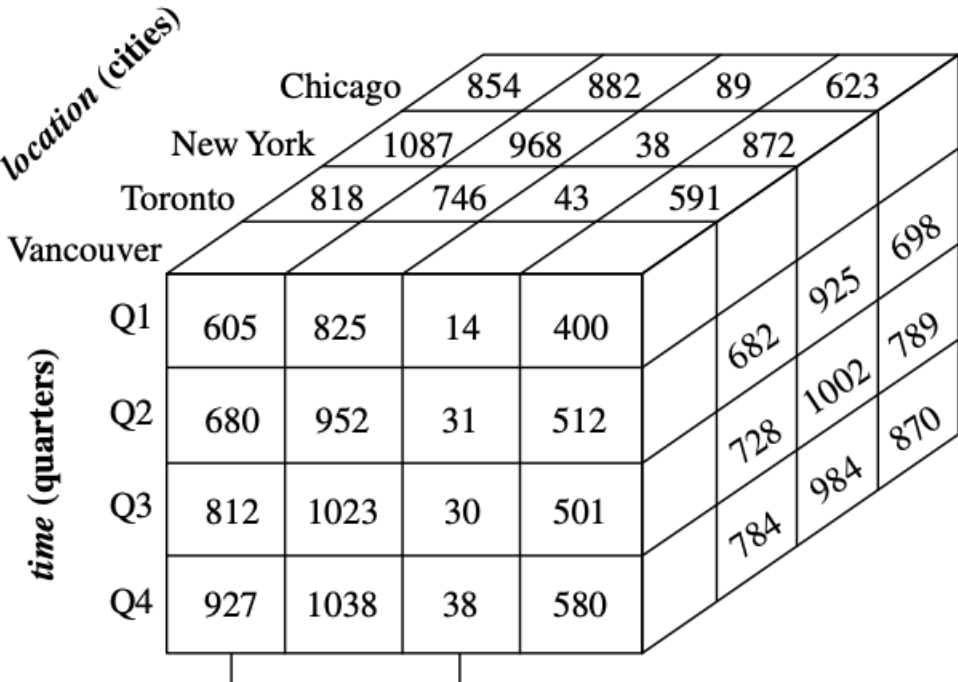 location (cities)
Chicago 854 882 89 623
New York 1087 968 38 872
Toronto 818 746 43 591
Vancouver
time (quarters)
Q1 605 825 14 400
Q2 680 952 31 512
Q3 812 1023 30 501
Q4 927 1038 38 580
682 925 698
728 1002 789
784 984 870